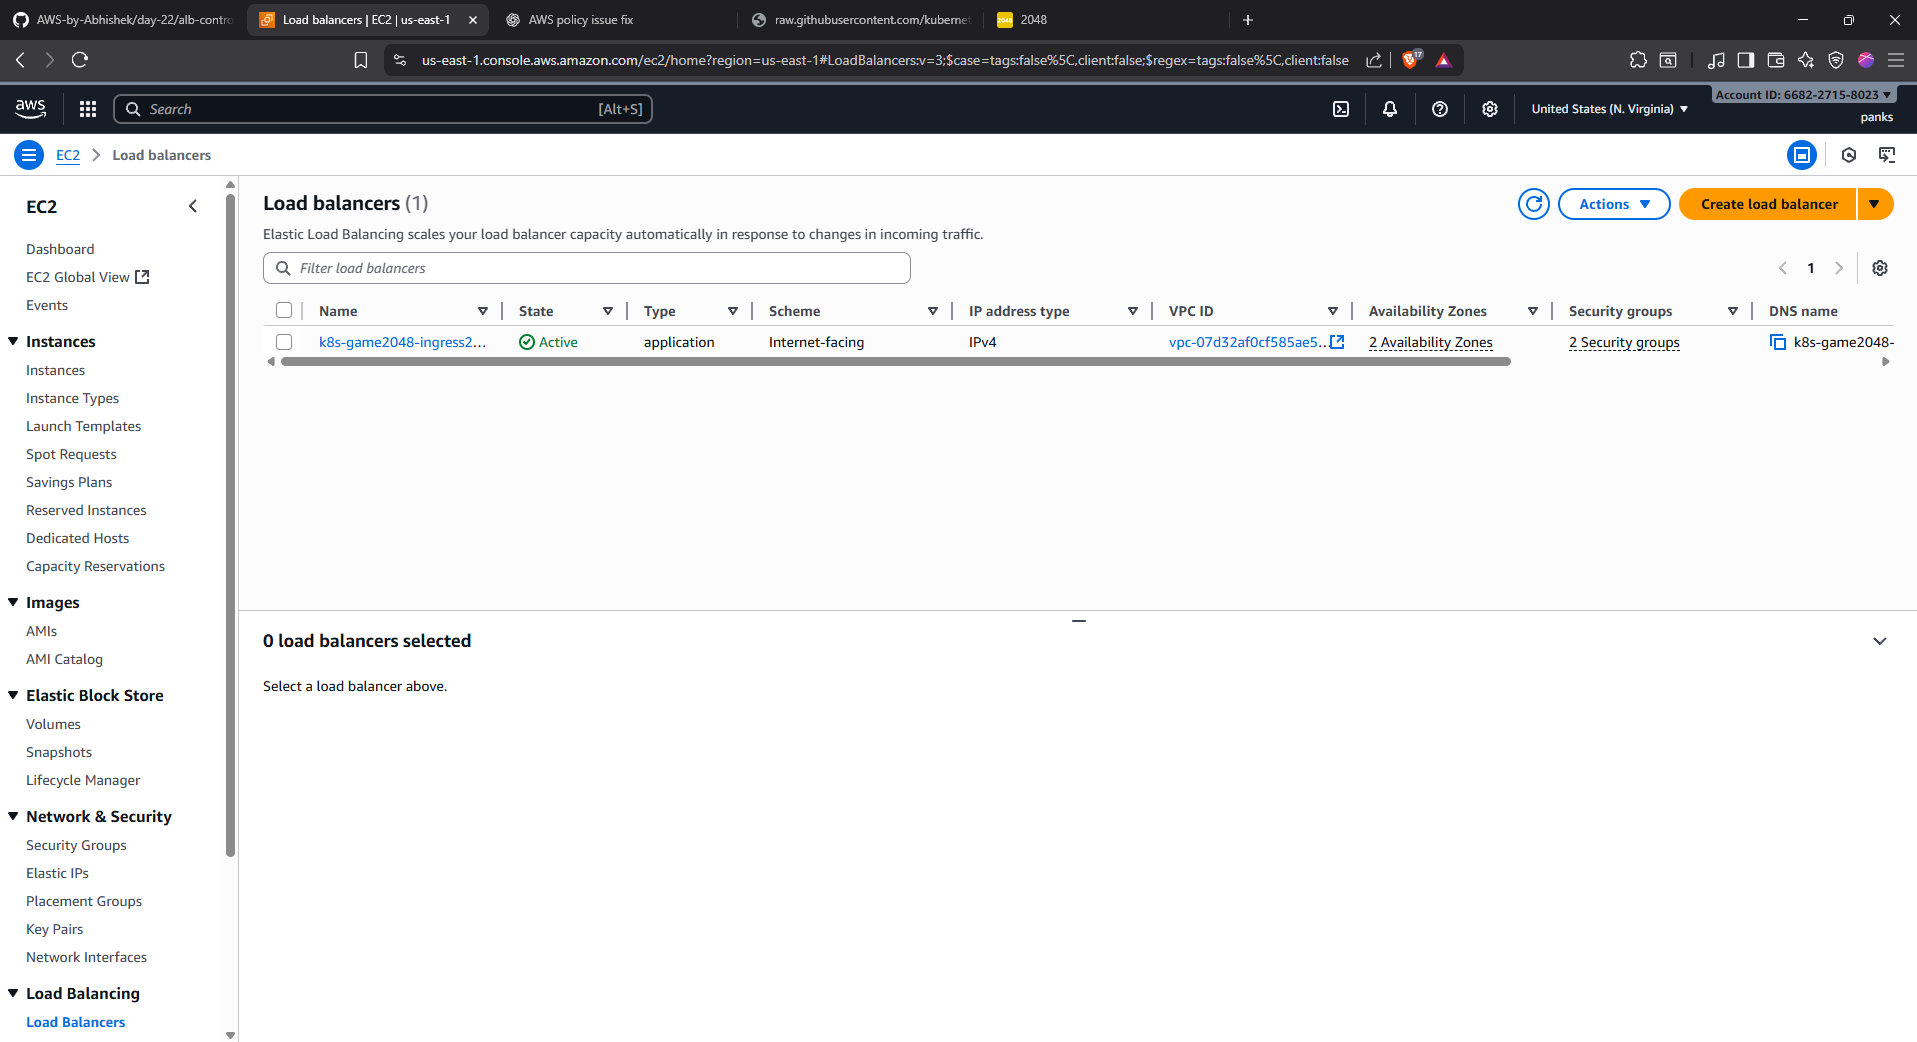 AWS-by-Abhishek/day-22/alb-contro
Load balancers | EC2 | us-east-1
AWS policy issue fix
raw.githubusercontent.com/kubernet
2048
2048
us-east-1.console.aws.amazon.com/ec2/home?region=us-east-1#LoadBalancers:v=3;$case=tags:false%5C,client:false;$regex=tags:false%5C,client:false
17
aws
Search
[Alt+S]
United States (N. Virginia)
Account ID: 6682-2715-8023
panks
EC2
Load balancers
EC2
Dashboard
EC2 Global View
Events
Instances
Instances
Instance Types
Launch Templates
Spot Requests
Savings Plans
Reserved Instances
Dedicated Hosts
Capacity Reservations
Images
AMIs
AMI Catalog
Elastic Block Store
Volumes
Snapshots
Lifecycle Manager
Network & Security
Security Groups
Elastic IPs
Placement Groups
Key Pairs
Network Interfaces
Load Balancing
Load Balancers
Load balancers (1)
Actions
Create load balancer
Elastic Load Balancing scales your load balancer capacity automatically in response to changes in incoming traffic.
Filter load balancers
1
Name State Type Scheme IP address type VPC ID Availability Zones Security groups DNS name
k8s-game2048-ingress2... Active application Internet-facing IPv4 vpc-07d32af0cf585ae5... 2 Availability Zones 2 Security groups k8s-game2048-
0 load balancers selected
Select a load balancer above.